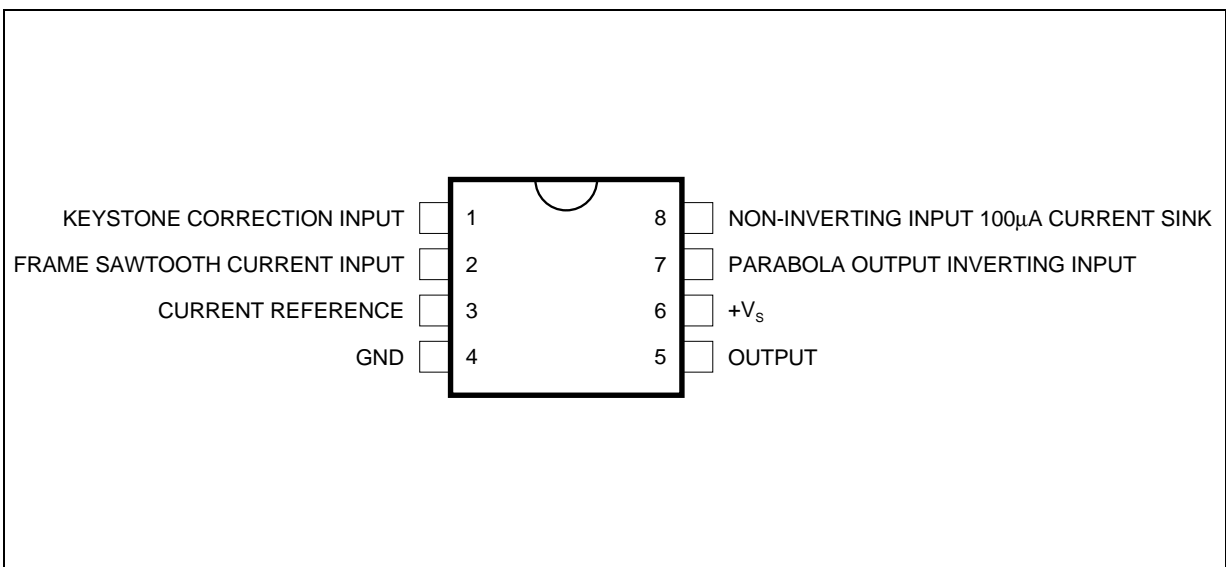 KEYSTONE CORRECTION INPUT 1 8 NON-INVERTING INPUT 100μA CURRENT SINK
FRAME SAWTOOTH CURRENT INPUT 2 7 PARABOLA OUTPUT INVERTING INPUT
CURRENT REFERENCE 3 6 +VS
GND 4 5 OUTPUT